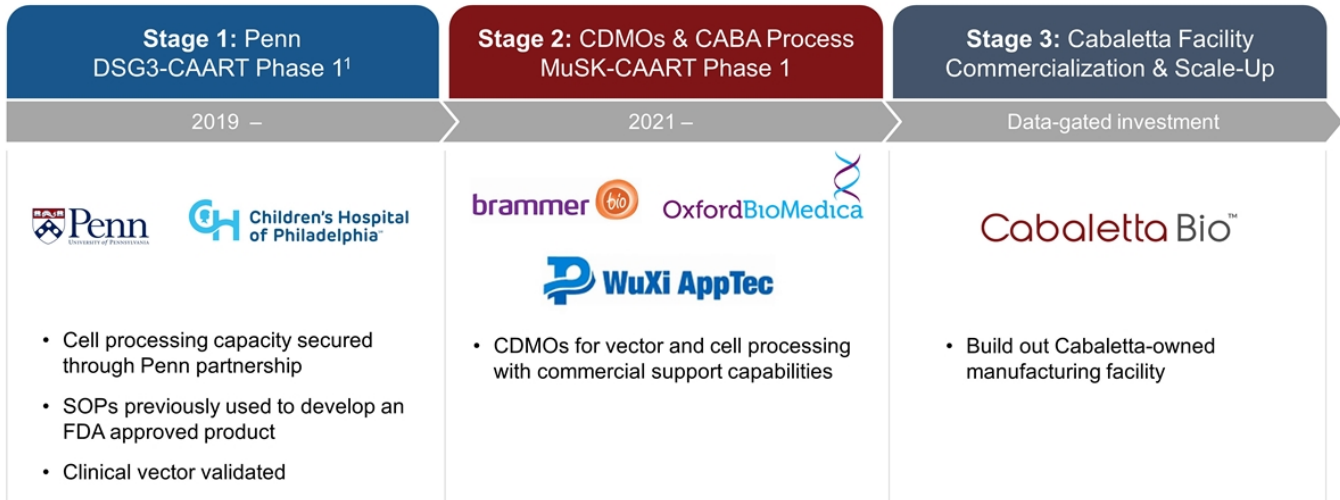 Stage 1: Penn
DSG3-CAART Phase 1¹
Stage 2: CDMOs & CABA Process
MuSK-CAART Phase 1
Stage 3: Cabaletta Facility
Commercialization & Scale-Up
2019 –
2021 –
Data-gated investment
Penn
UNIVERSITY of PENNSYLVANIA
CH Children's Hospital
of Philadelphia™
brammer bio
OxfordBioMedica
WuXi AppTec
Cabaletta Bio™
• Cell processing capacity secured
through Penn partnership
• SOPs previously used to develop an
FDA approved product
• Clinical vector validated
• CDMOs for vector and cell processing
with commercial support capabilities
• Build out Cabaletta-owned
manufacturing facility